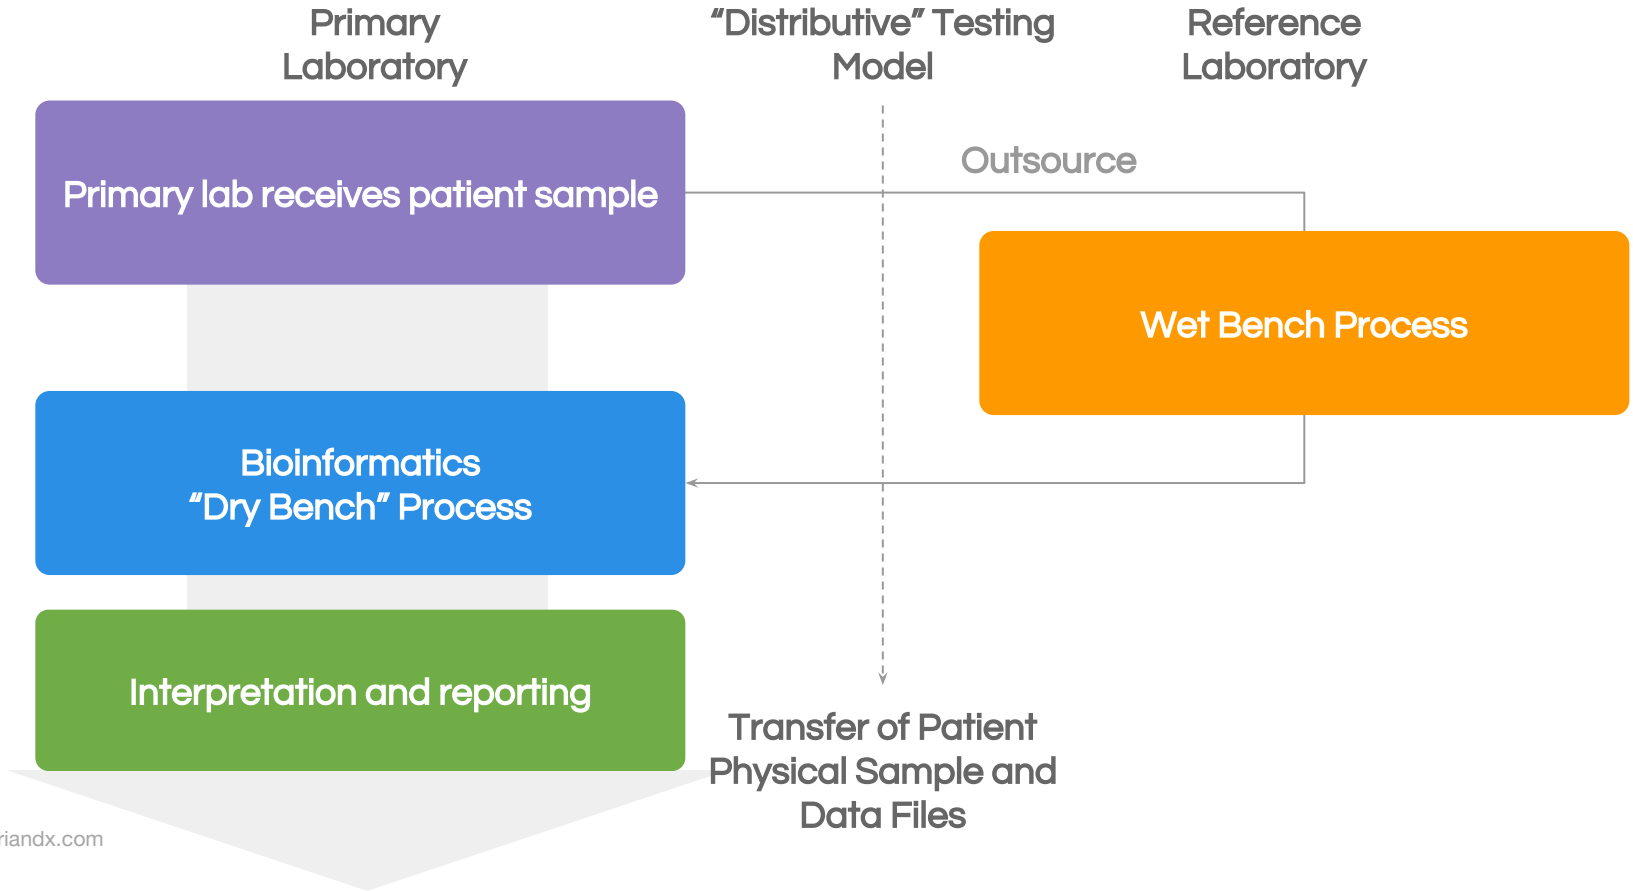 Primary
Laboratory
“Distributive” Testing
Model
Reference
Laboratory
Outsource
Primary lab receives patient sample
Wet Bench Process
Bioinformatics
“Dry Bench” Process
Interpretation and reporting
Transfer of Patient
Physical Sample and
Data Files
riandx.com